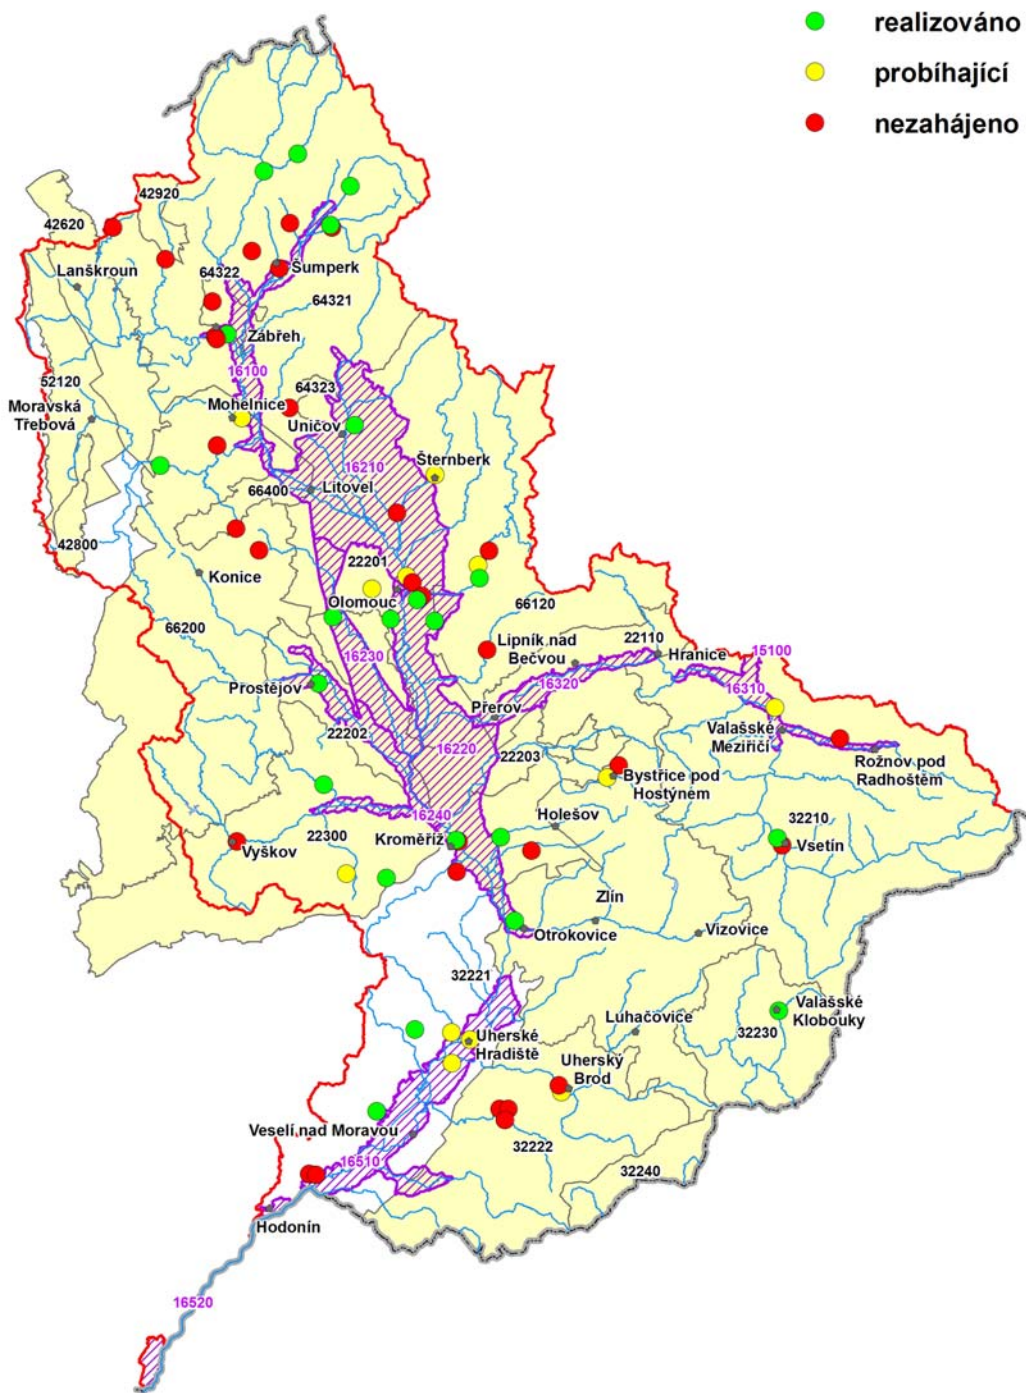 realizováno
probíhající
nezahájeno
42920
42620
Lanškroun
64322
Šumperk
64321
Zábřeh
16100
52120
Moravská
Třebová
64323
Mohelnice
Uničov
16210
Šternberk
66400
Litovel
42800
22201
Konice
Olomouc
66120
66200
Lipník nad
Bečvou
22110
Hranice
15100
16230
16320
16310
Prostějov
Přerov
22202
16220
22203
Valašské
Meziříčí
Rožnov pod
Radhoštěm
Bystřice pod
Hostýnem
16240
Holešov
22300
Kroměříž
32210
Vyškov
Vsetín
Zlín
Otrokovice
Vizovice
32221
Valašské
Klobouky
Luhačovice
32230
Uherské
Hradiště
Uherský
Brod
Veselí nad Moravou
32222
16510
32240
Hodonín
16520